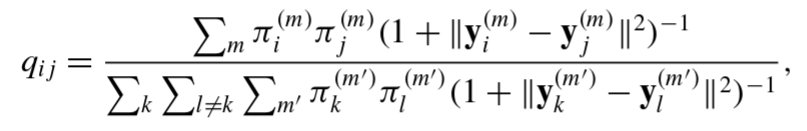 q_{ij} = \frac{\sum_m \pi_i^{(m)} \pi_j^{(m)} (1 + \|\mathbf{y}_i^{(m)} - \mathbf{y}_j^{(m)}\|^2)^{-1}}{\sum_k \sum_{l \neq k} \sum_{m'} \pi_k^{(m')} \pi_l^{(m')} (1 + \|\mathbf{y}_k^{(m')} - \mathbf{y}_l^{(m')}\|^2)^{-1}},